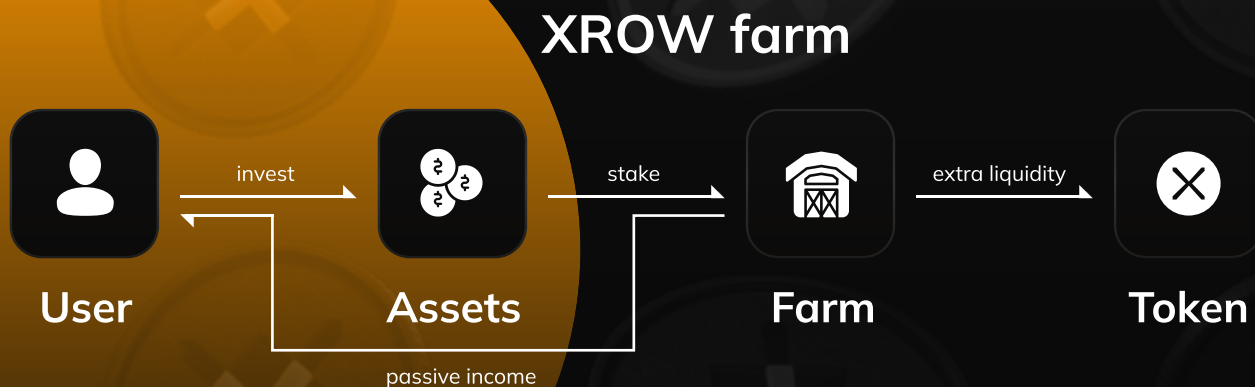 XROW farm
invest
stake
extra liquidity
User
Assets
Farm
Token
passive income